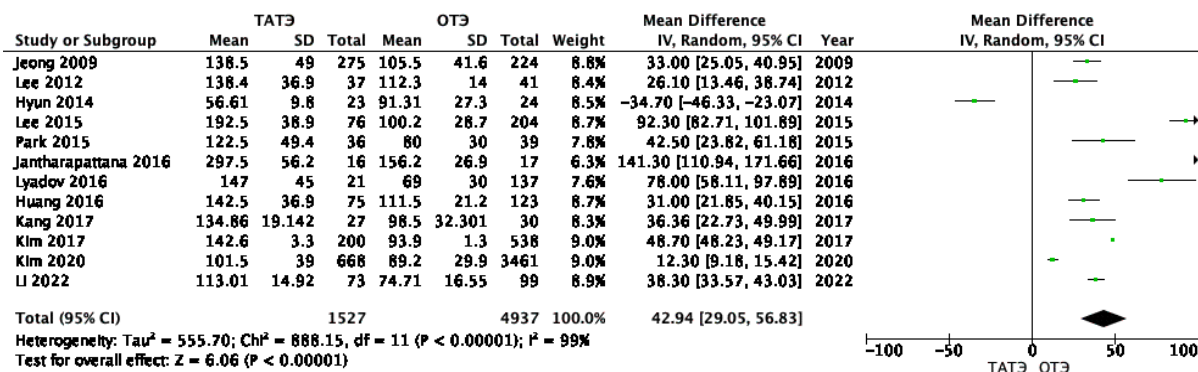 ТАТЭ ОТЭ Mean Difference Mean Difference
Study or Subgroup Mean SD Total Mean SD Total Weight IV, Random, 95% CI Year IV, Random, 95% CI
Jeong 2009 138.5 49 275 105.5 41.6 224 8.8% 33.00 [25.05, 40.95] 2009
Lee 2012 138.4 36.9 37 112.3 14 41 8.4% 26.10 [13.46, 38.74] 2012
Hyun 2014 56.61 9.8 23 91.31 27.3 24 8.5% −34.70 [−46.33, −23.07] 2014
Lee 2015 192.5 38.9 76 100.2 28.7 204 8.7% 92.30 [82.71, 101.89] 2015
Park 2015 122.5 49.4 36 80 30 39 7.8% 42.50 [23.82, 61.18] 2015
Jantharapattana 2016 297.5 56.2 16 156.2 26.9 17 6.3% 141.30 [110.94, 171.66] 2016
Lyadov 2016 147 45 21 69 30 137 7.6% 78.00 [58.11, 97.89] 2016
Huang 2016 142.5 36.9 75 111.5 21.2 123 8.7% 31.00 [21.85, 40.15] 2016
Kang 2017 134.86 19.142 27 98.5 32.301 30 8.3% 36.36 [22.73, 49.99] 2017
Kim 2017 142.6 3.3 200 93.9 1.3 538 9.0% 48.70 [48.23, 49.17] 2017
Kim 2020 101.5 39 668 89.2 29.9 3461 9.0% 12.30 [9.18, 15.42] 2020
Li 2022 113.01 14.92 73 74.71 16.55 99 8.9% 38.30 [33.57, 43.03] 2022
Total (95% CI) 1527 4937 100.0% 42.94 [29.05, 56.83]
Heterogeneity: Tau² = 555.70; Chi² = 888.15, df = 11 (P < 0.00001); I² = 99%
Test for overall effect: Z = 6.06 (P < 0.00001)
−100 −50 0 50 100
ТАТЭ ОТЭ